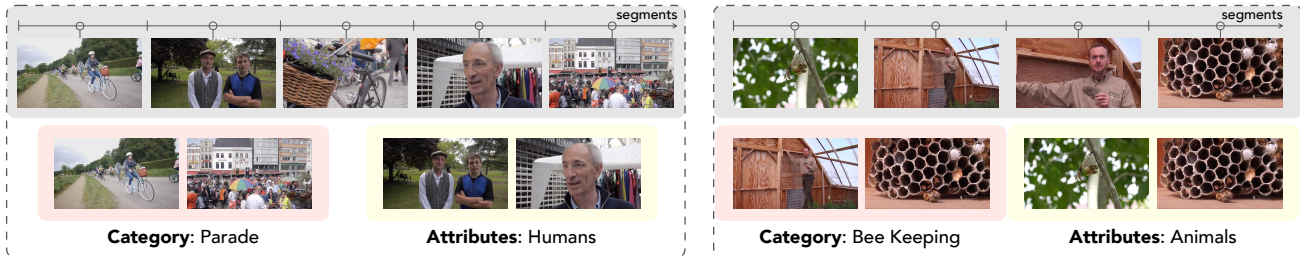 segments
segments
Category: Parade
Attributes: Humans
Category: Bee Keeping
Attributes: Animals